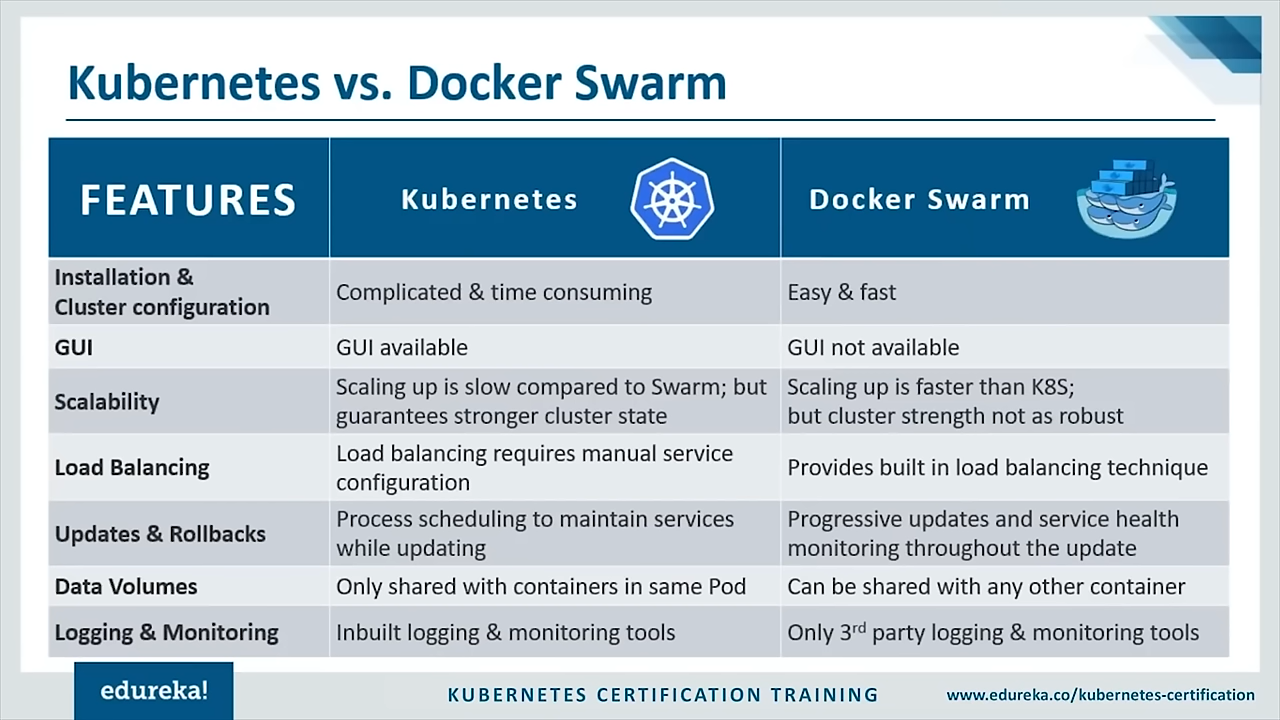 Kubernetes vs. Docker Swarm
FEATURES
Kubernetes
Docker Swarm
Installation &
Cluster configuration
Complicated & time consuming
Easy & fast
GUI
GUI available
GUI not available
Scalability
Scaling up is slow compared to Swarm; but
guarantees stronger cluster state
Scaling up is faster than K8S;
but cluster strength not as robust
Load Balancing
Load balancing requires manual service
configuration
Provides built in load balancing technique
Updates & Rollbacks
Process scheduling to maintain services
while updating
Progressive updates and service health
monitoring throughout the update
Data Volumes
Only shared with containers in same Pod
Can be shared with any other container
Logging & Monitoring
Inbuilt logging & monitoring tools
Only 3rd party logging & monitoring tools
edureka!
KUBERNETES CERTIFICATION TRAINING
www.edureka.co/kubernetes-certification